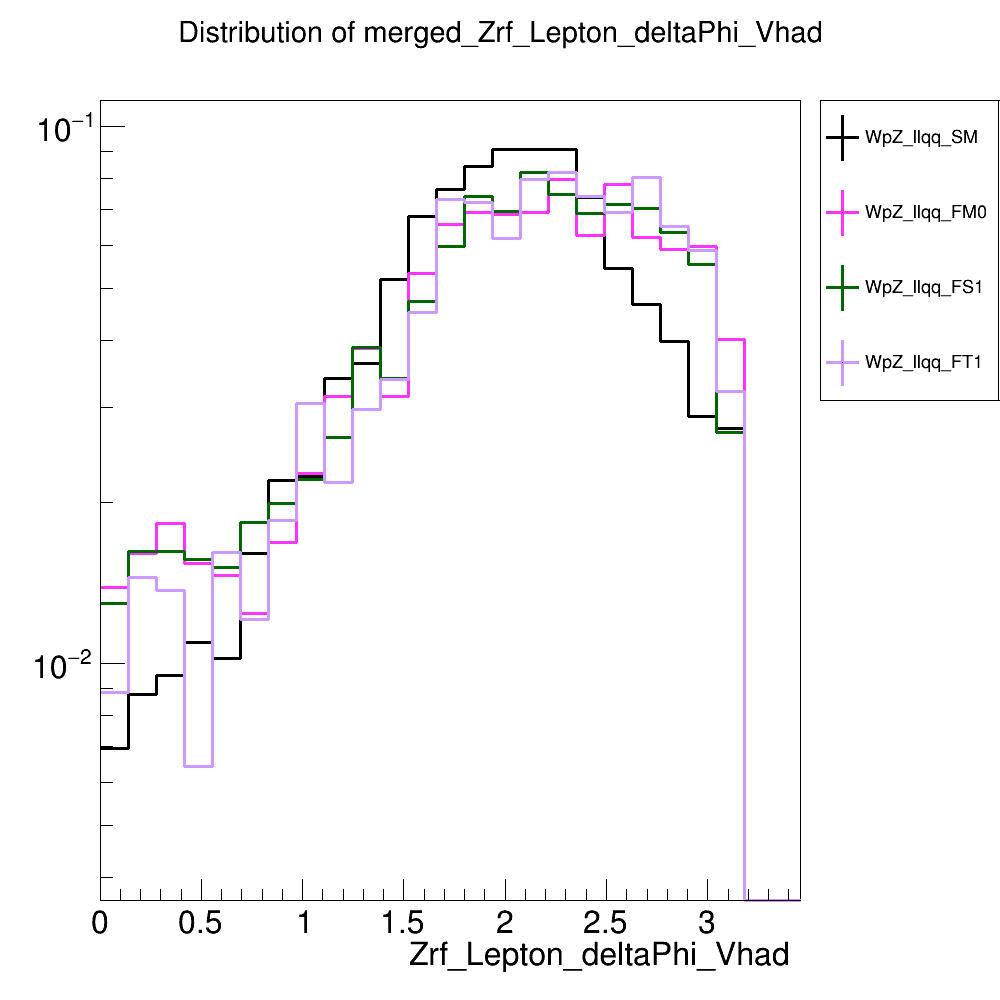 Distribution of merged_Zrf_Lepton_deltaPhi_Vhad
10⁻¹
10⁻²
WpZ_llqq_SM
WpZ_llqq_FM0
WpZ_llqq_FS1
WpZ_llqq_FT1
0 0.5 1 1.5 2 2.5 3
Zrf_Lepton_deltaPhi_Vhad